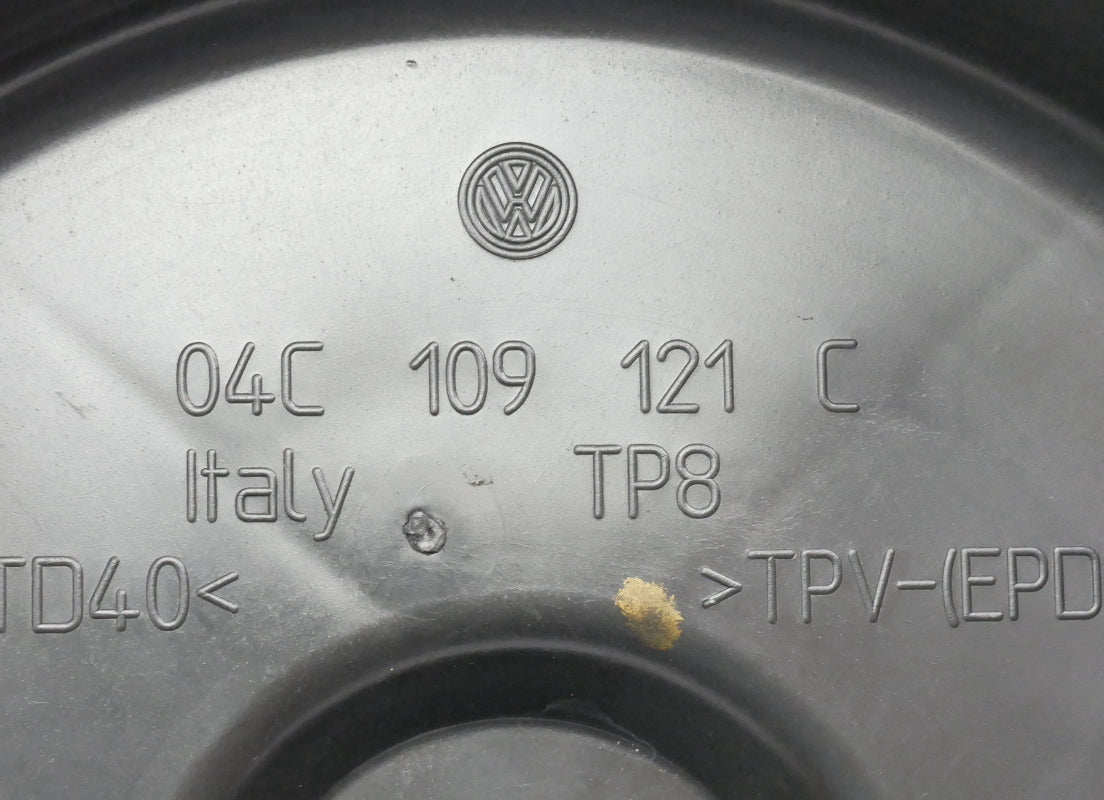 04C 109 121 C
Italy TP8
TD40< >TPV-(EPD